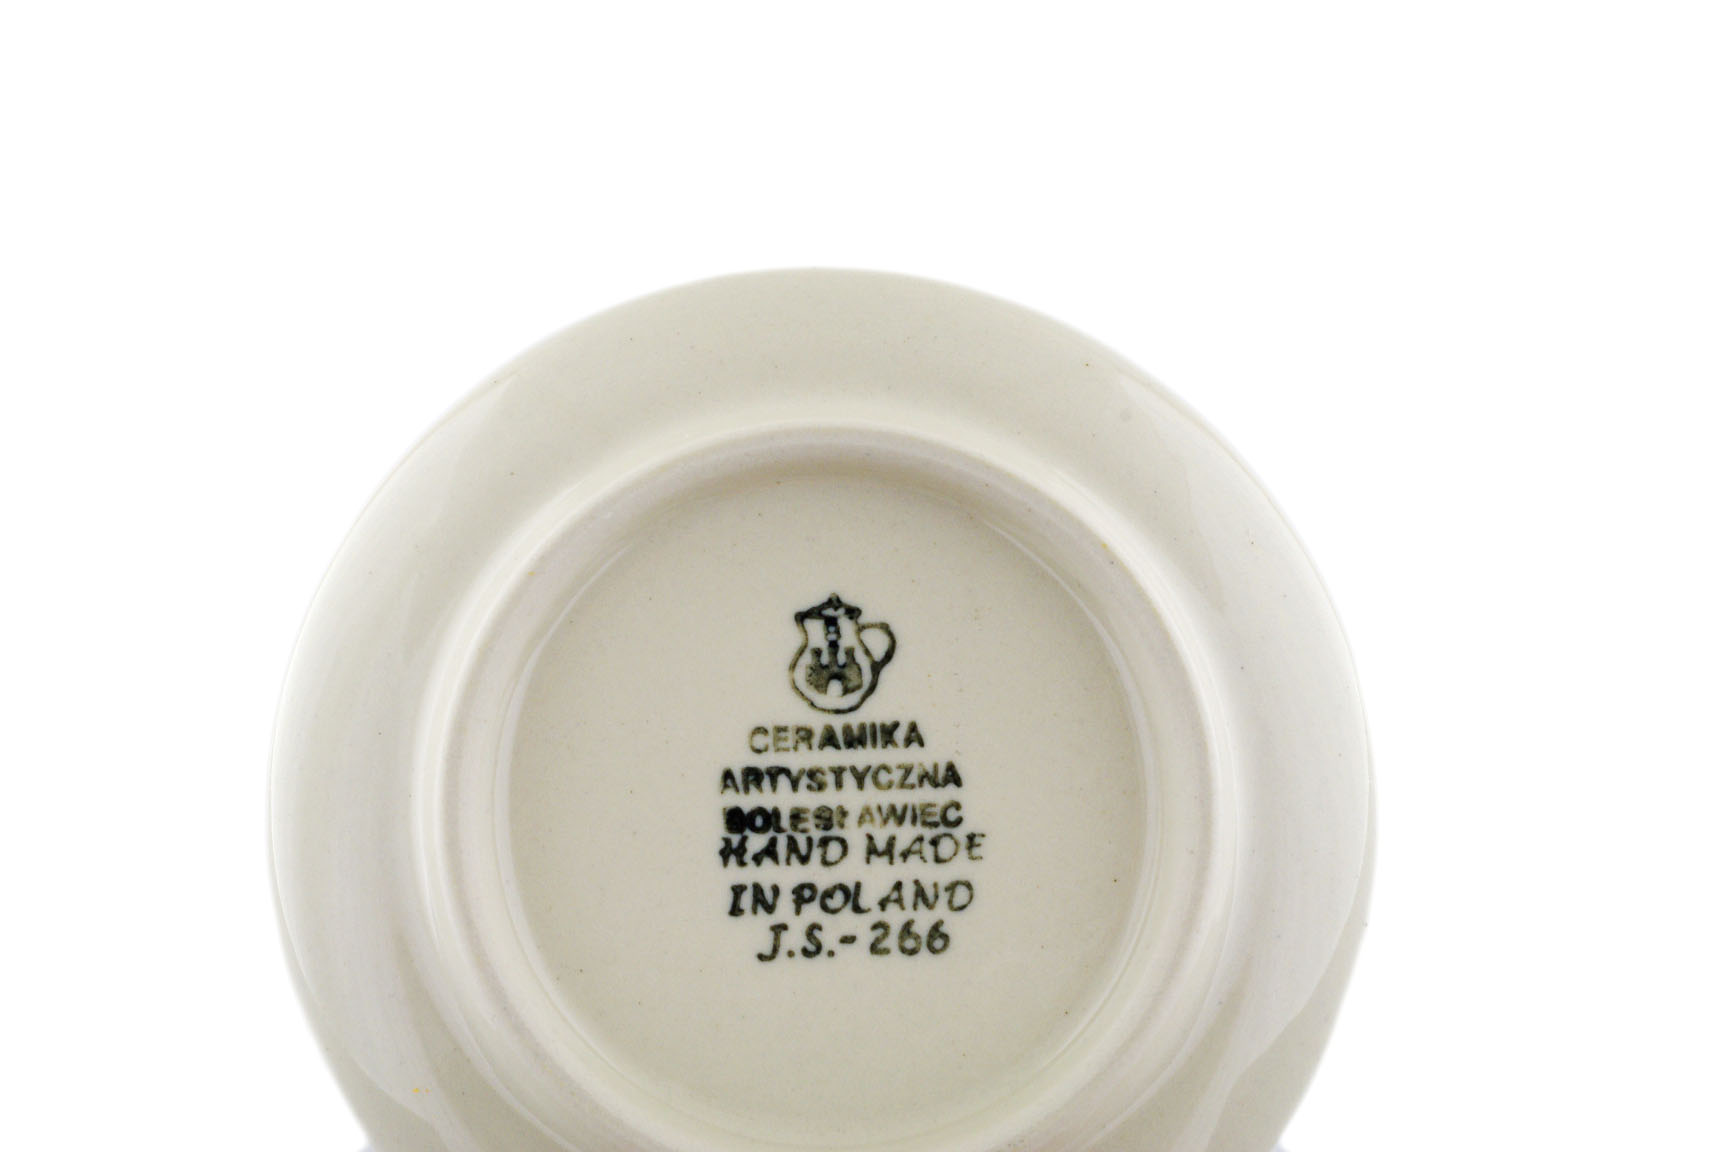 CERAMIKA
ARTYSTYCZNA
BOLESŁAWIEC
HAND MADE
IN POLAND
J.S.-266